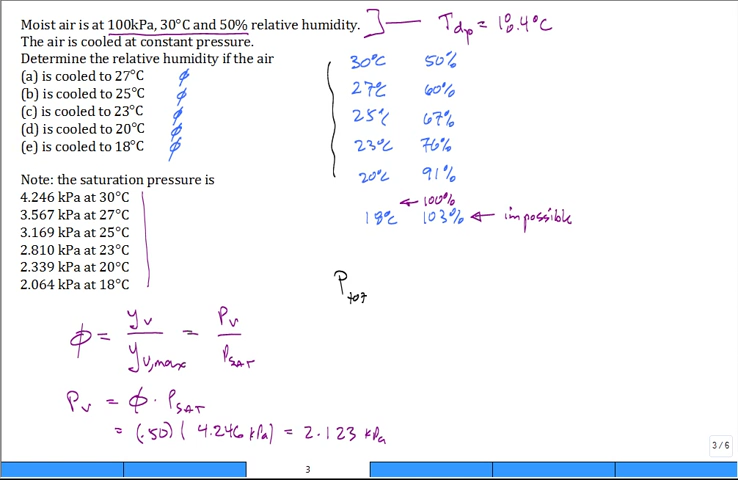 Moist air is at 100kPa, 30°C and 50% relative humidity.
The air is cooled at constant pressure.
Determine the relative humidity if the air
(a) is cooled to 27°C ϕ
(b) is cooled to 25°C ϕ
(c) is cooled to 23°C ϕ
(d) is cooled to 20°C ϕ
(e) is cooled to 18°C ϕ
Note: the saturation pressure is
4.246 kPa at 30°C
3.567 kPa at 27°C
3.169 kPa at 25°C
2.810 kPa at 23°C
2.339 kPa at 20°C
2.064 kPa at 18°C
ϕ = yv / yv,max = Pv / PSAT
Pv = ϕ · PSAT
= (.50)(4.246 kPa) = 2.123 kPa
30°C 50%
27°C 60%
25°C 67%
23°C 76%
20°C 91%
← 100%
18°C 103% ← impossible
Ptot
3
3/6